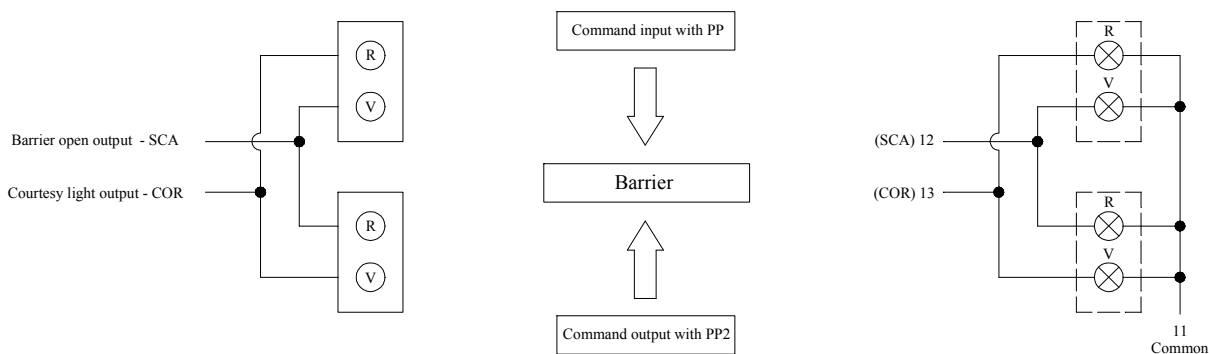 R
V
Barrier open output - SCA
Courtesy light output - COR
R
V
Command input with PP
Barrier
Command output with PP2
R
V
(SCA) 12
(COR) 13
R
V
11
Common